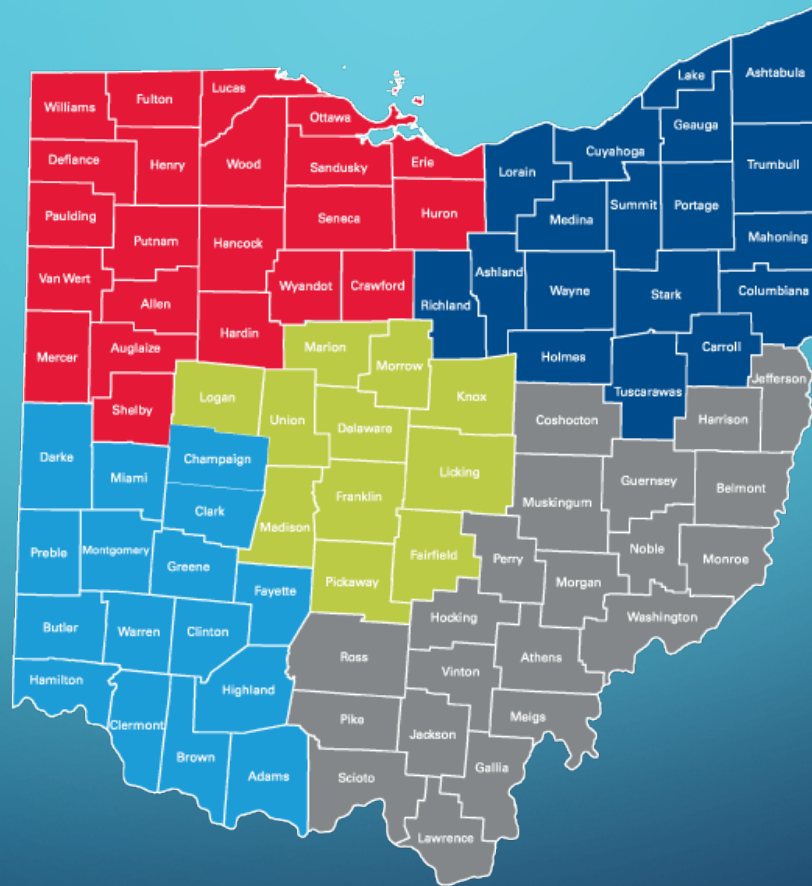 Lake
Ashtabula
Lucas
Fulton
Williams
Ottawa
Geauga
Cuyahoga
Defiance
Henry
Wood
Sandusky
Erie
Lorain
Trumbull
Summit
Portage
Paulding
Seneca
Huron
Medina
Putnam
Hancock
Mahoning
Van Wert
Wyandot
Crawford
Ashland
Wayne
Stark
Columbiana
Allen
Richland
Hardin
Auglaize
Marion
Carroll
Mercer
Morrow
Holmes
Jefferson
Tuscarawas
Logan
Knox
Shelby
Union
Coshocton
Harrison
Delaware
Darke
Champaign
Miami
Licking
Guernsey
Belmont
Franklin
Muskingum
Clark
Madison
Preble
Montgomery
Greene
Fairfield
Perry
Noble
Monroe
Pickaway
Morgan
Fayette
Hocking
Washington
Butler
Warren
Clinton
Ross
Vinton
Athens
Hamilton
Highland
Pike
Meigs
Clermont
Jackson
Brown
Adams
Scioto
Gallia
Lawrence